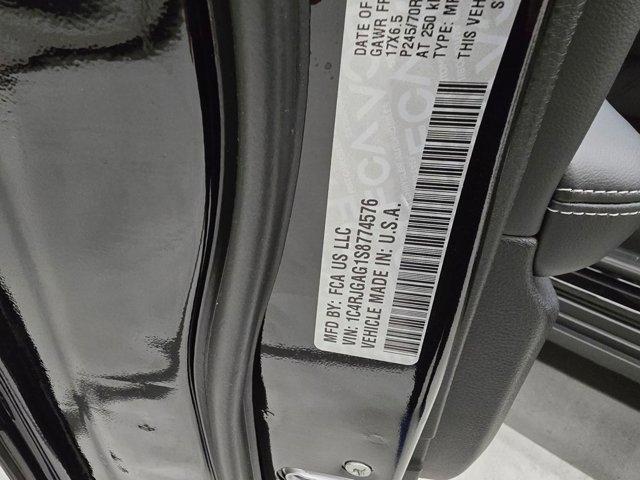 MFD BY: FCA US LLC
DATE OF
GAWR FR
17X6.5
P245/70R
AT 250 k
VIN: 1C4RJGAG1S8774576
TYPE:
VEHICLE MADE IN: U.S.A.
THIS VEH